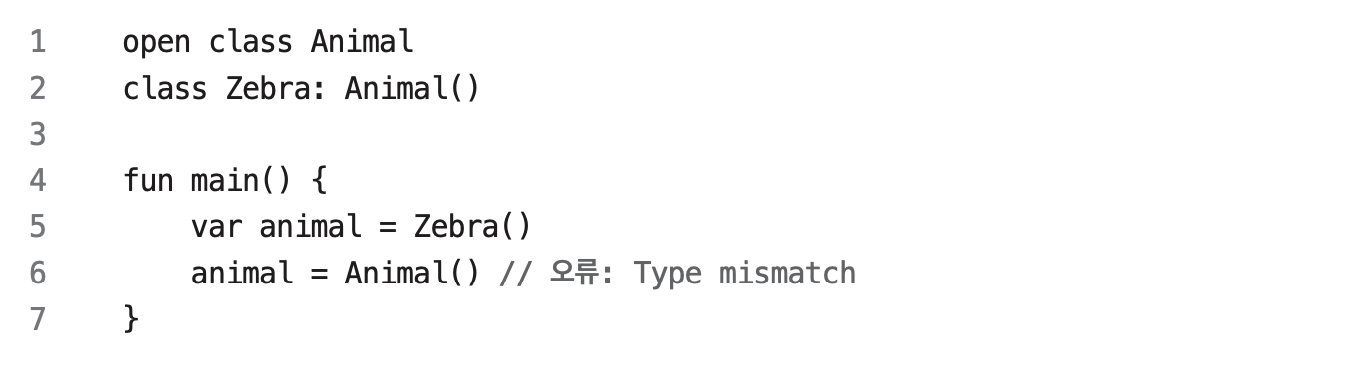 1 open class Animal
2 class Zebra: Animal()
3
4 fun main() {
5     var animal = Zebra()
6     animal = Animal() // 오류: Type mismatch
7 }